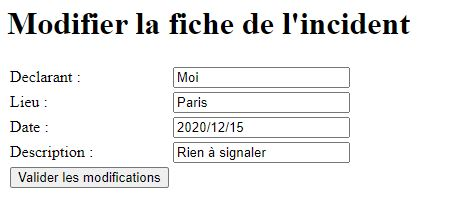 Modifier la fiche de l'incident
Declarant : Moi
Lieu : Paris
Date : 2020/12/15
Description : Rien à signaler
Valider les modifications